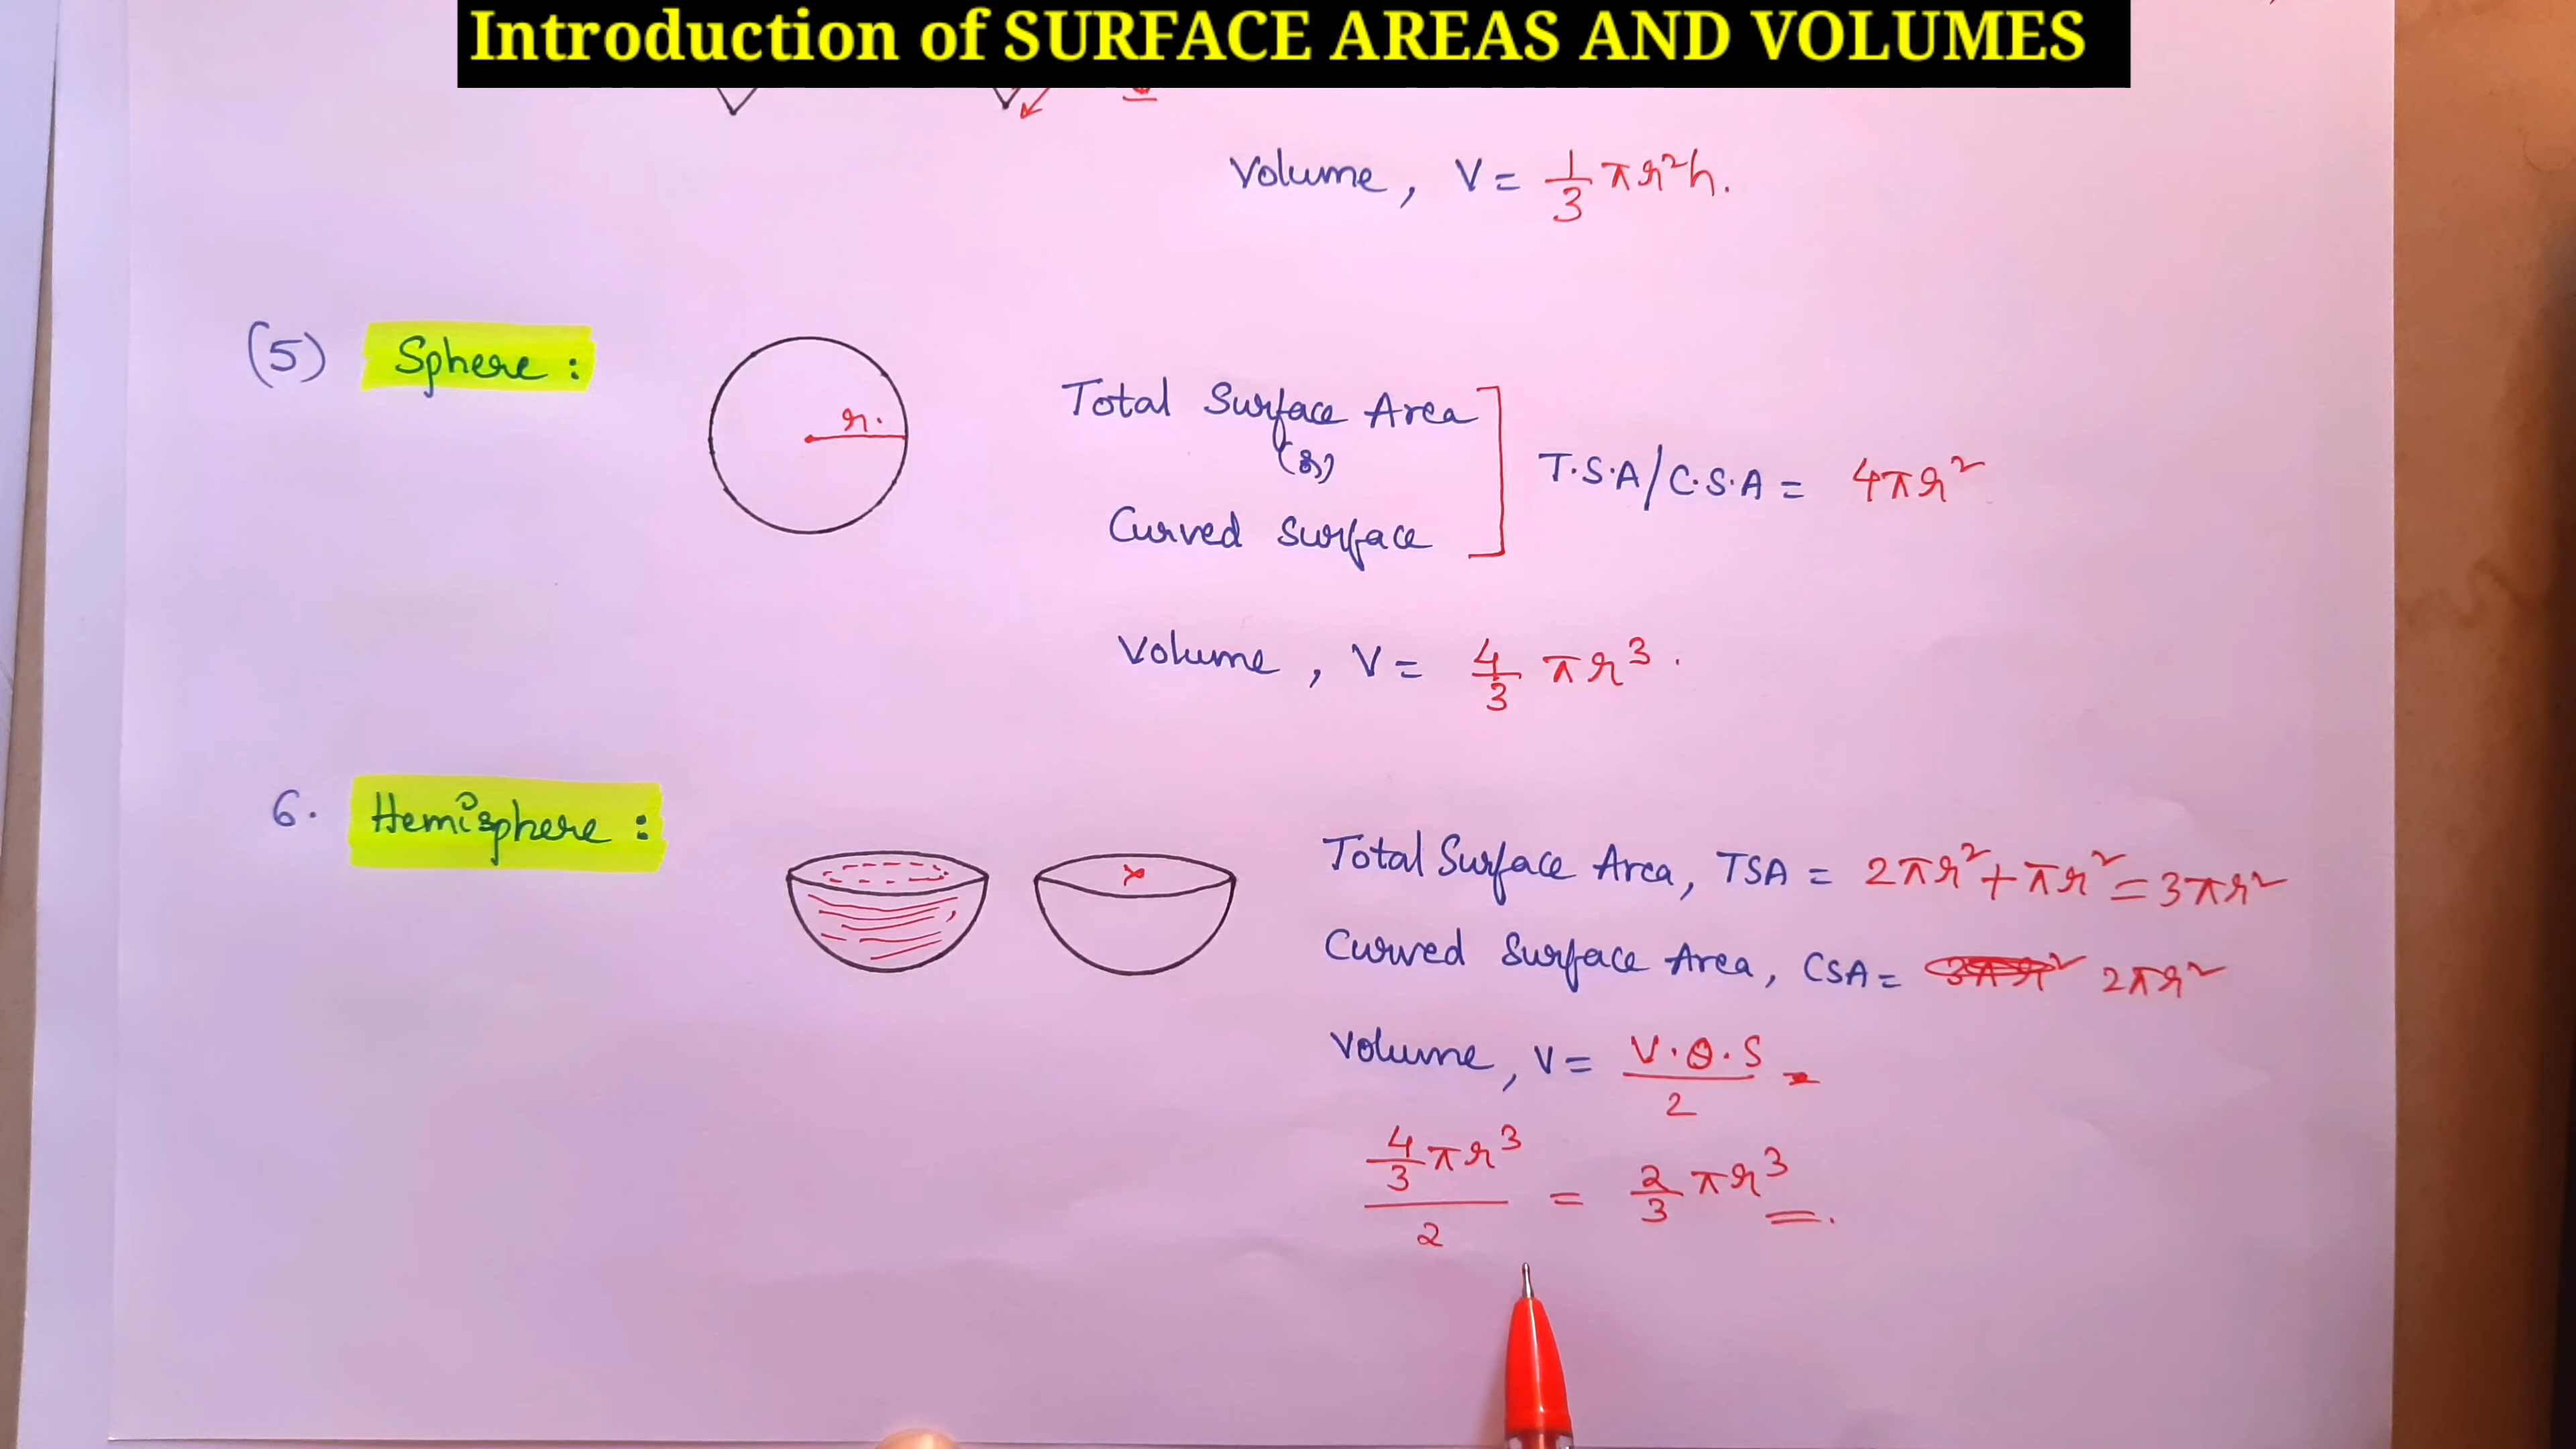 Introduction of SURFACE AREAS AND VOLUMES
Volume, V = 1/3 πr²h.
(5) Sphere:
r.
Total Surface Area
(or)
Curved Surface
T.S.A/C.S.A = 4πr²
Volume, V = 4/3 πr³.
6. Hemisphere:
Total Surface Area, TSA = 2πr² + πr² = 3πr²
Curved Surface Area, CSA = 3πr² 2πr²
Volume, V = V.O.S/2 =
4/3 πr³ / 2 = 2/3 πr³